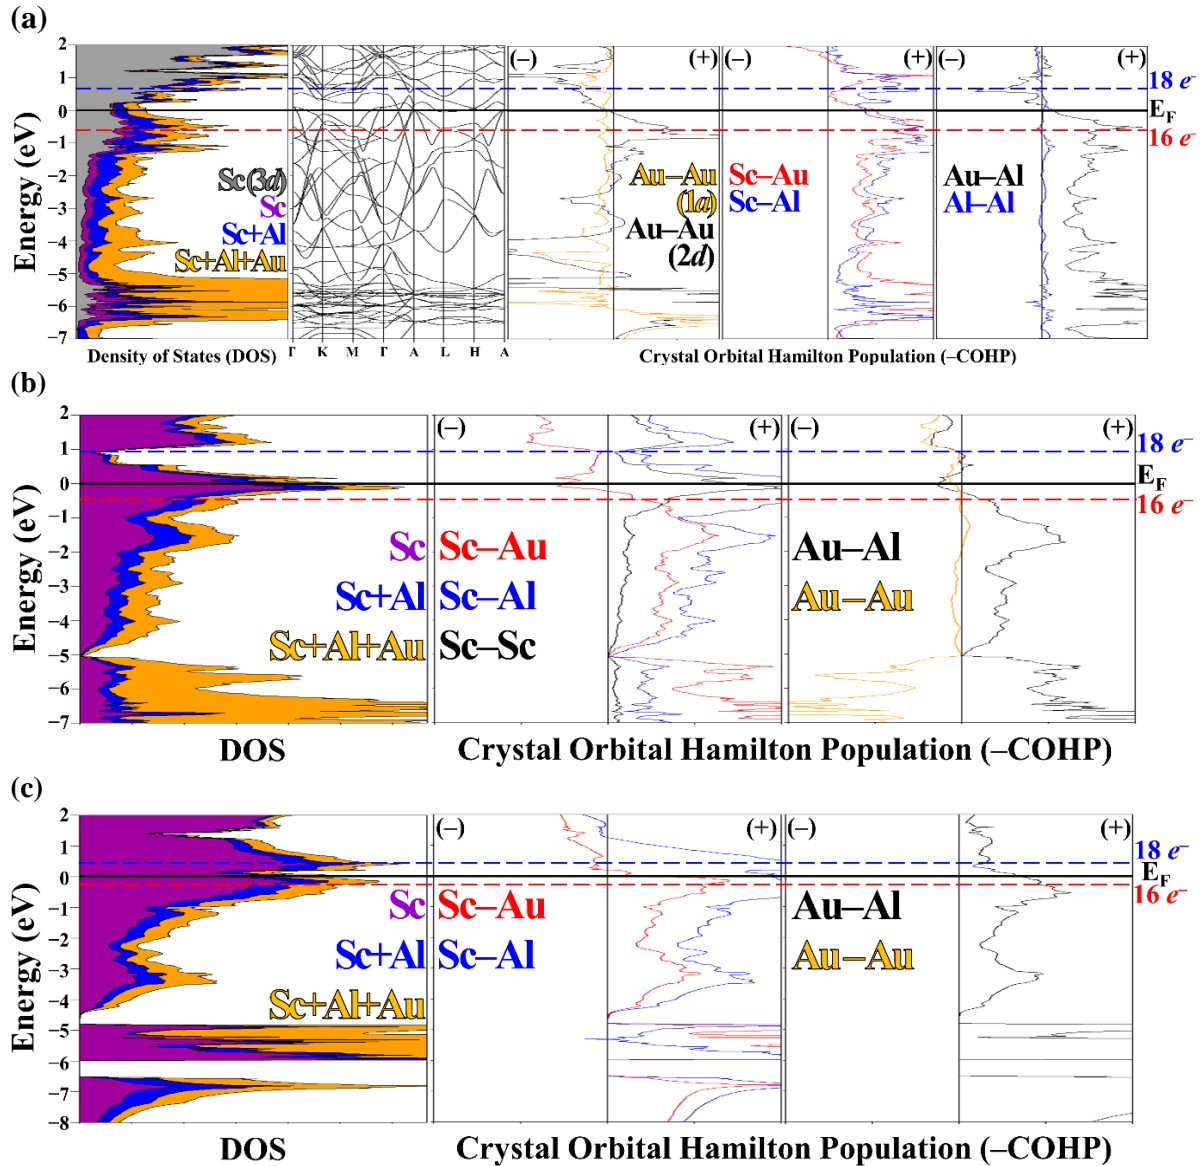 (a)
(–) (+) (–) (+) (–) (+)
2
1
0
−1
−2
−3
−4
−5
−6
−7
Energy (eV)
18 e⁻
E_F
16 e⁻
Sc(3d)
Sc
Sc+Al
Sc+Al+Au
Au–Au
(1a)
Au–Au
(2d)
Sc–Au
Sc–Al
Au–Al
Al–Al
Γ K M Γ A L H A
Density of States (DOS)
Crystal Orbital Hamilton Population (–COHP)
(b)
(–) (+) (–) (+)
2
1
0
−1
−2
−3
−4
−5
−6
−7
Energy (eV)
18 e⁻
E_F
16 e⁻
Sc
Sc+Al
Sc+Al+Au
Sc–Au
Sc–Al
Sc–Sc
Au–Al
Au–Au
DOS
Crystal Orbital Hamilton Population (–COHP)
(c)
(–) (+) (–) (+)
2
1
0
−1
−2
−3
−4
−5
−6
−7
−8
Energy (eV)
18 e⁻
E_F
16 e⁻
Sc
Sc+Al
Sc+Al+Au
Sc–Au
Sc–Al
Au–Al
Au–Au
DOS
Crystal Orbital Hamilton Population (–COHP)